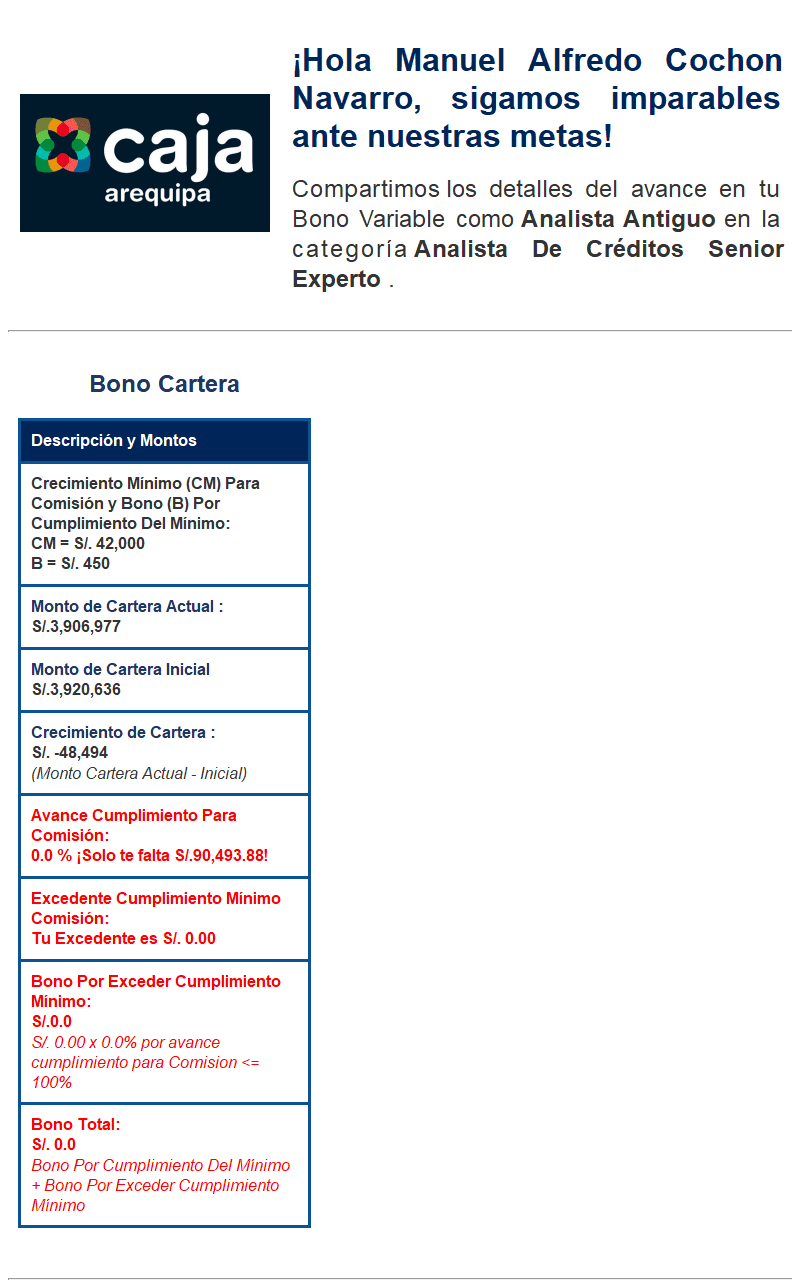 caja
arequipa
¡Hola Manuel Alfredo Cochon
Navarro, sigamos imparables
ante nuestras metas!
Compartimos los detalles del avance en tu
Bono Variable como Analista Antiguo en la
categoría Analista De Créditos Senior
Experto .
Bono Cartera
Descripción y Montos
Crecimiento Mínimo (CM) Para
Comisión y Bono (B) Por
Cumplimiento Del Mínimo:
CM = S/. 42,000
B = S/. 450
Monto de Cartera Actual :
S/.3,906,977
Monto de Cartera Inicial
S/.3,920,636
Crecimiento de Cartera :
S/. -48,494
(Monto Cartera Actual - Inicial)
Avance Cumplimiento Para
Comisión:
0.0 % ¡Solo te falta S/.90,493.88!
Excedente Cumplimiento Mínimo
Comisión:
Tu Excedente es S/. 0.00
Bono Por Exceder Cumplimiento
Mínimo:
S/.0.0
S/. 0.00 x 0.0% por avance
cumplimiento para Comision <=
100%
Bono Total:
S/. 0.0
Bono Por Cumplimiento Del Mínimo
+ Bono Por Exceder Cumplimiento
Mínimo